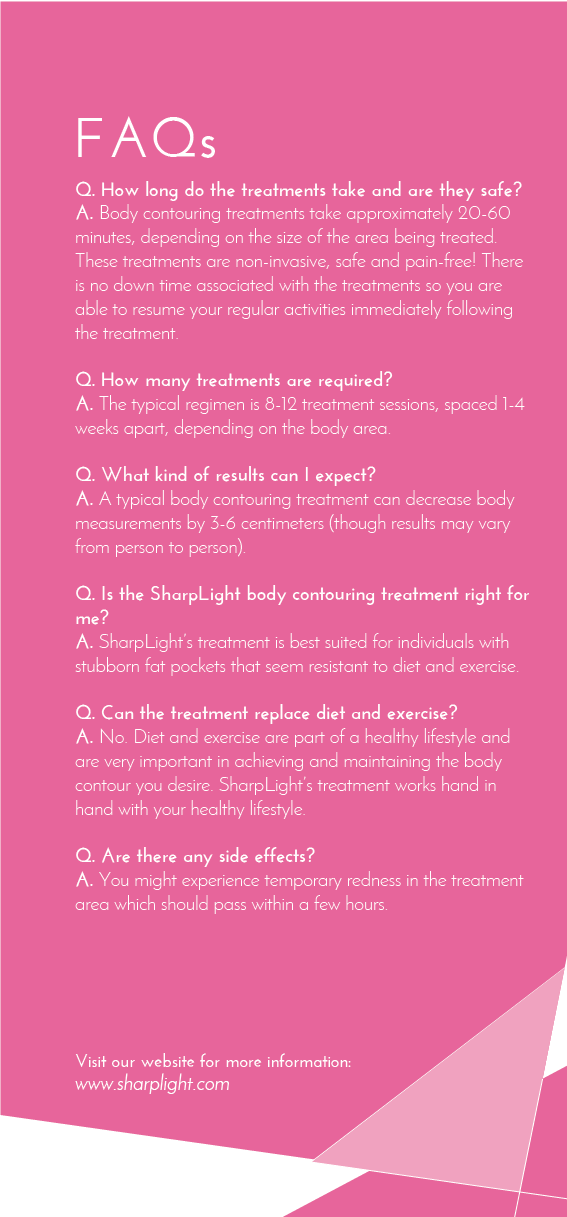 FAQs
Q. How long do the treatments take and are they safe?
A. Body contouring treatments take approximately 20-60
minutes, depending on the size of the area being treated.
These treatments are non-invasive, safe and pain-free! There
is no down time associated with the treatments so you are
able to resume your regular activities immediately following
the treatment.
Q. How many treatments are required?
A. The typical regimen is 8-12 treatment sessions, spaced 1-4
weeks apart, depending on the body area.
Q. What kind of results can I expect?
A. A typical body contouring treatment can decrease body
measurements by 3-6 centimeters (though results may vary
from person to person).
Q. Is the SharpLight body contouring treatment right for
me?
A. SharpLight's treatment is best suited for individuals with
stubborn fat pockets that seem resistant to diet and exercise.
Q. Can the treatment replace diet and exercise?
A. No. Diet and exercise are part of a healthy lifestyle and
are very important in achieving and maintaining the body
contour you desire. SharpLight's treatment works hand in
hand with your healthy lifestyle.
Q. Are there any side effects?
A. You might experience temporary redness in the treatment
area which should pass within a few hours.
Visit our website for more information:
www.sharplight.com